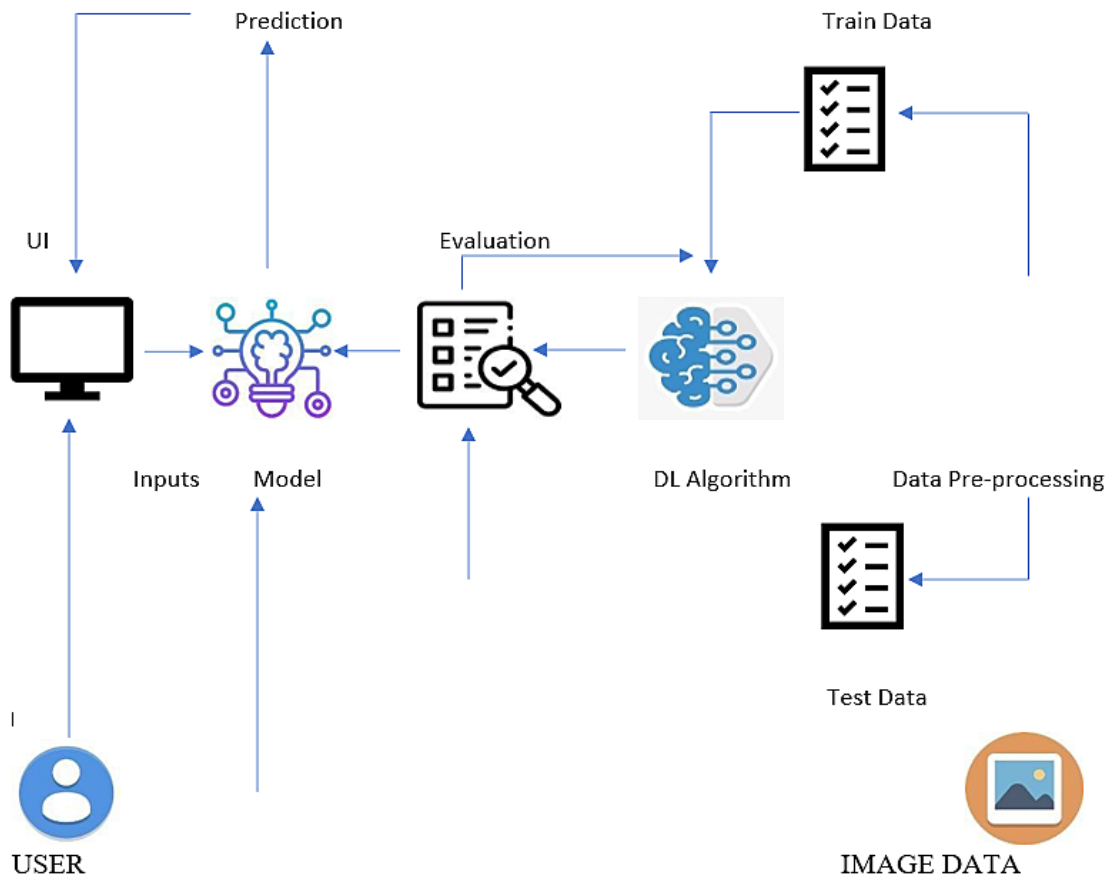 Prediction
Train Data
UI
Evaluation
Inputs
Model
DL Algorithm
Data Pre-processing
Test Data
I
USER
IMAGE DATA